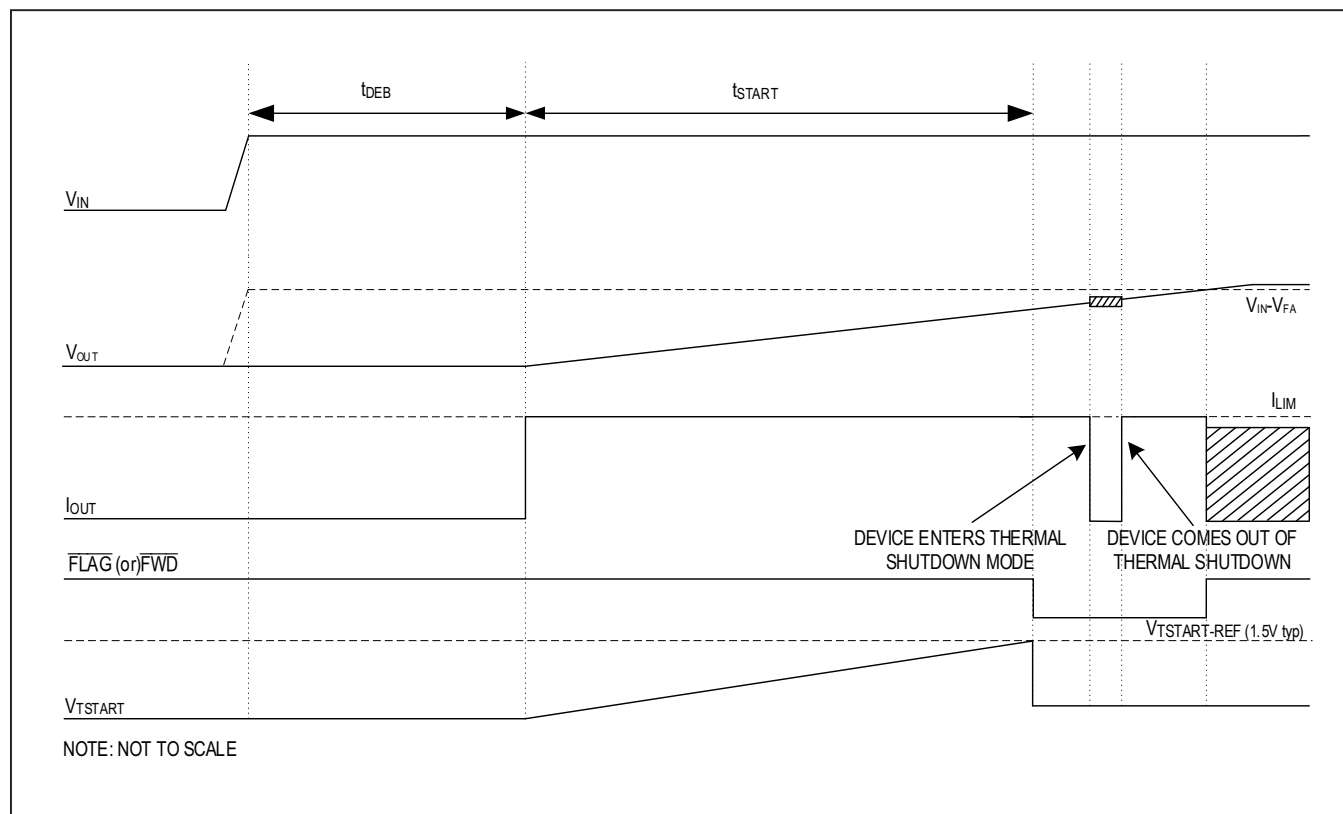 tDEB
tSTART
VIN
VIN-VFA
VOUT
ILIM
IOUT
DEVICE ENTERS THERMAL
SHUTDOWN MODE
DEVICE COMES OUT OF
THERMAL SHUTDOWN
FLAG (or)FWD
VTSTART-REF (1.5V typ)
VTSTART
NOTE: NOT TO SCALE